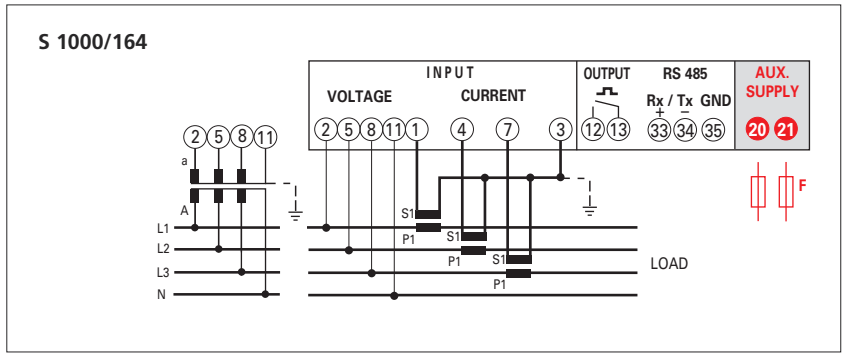 S 1000/164
INPUT
OUTPUT
RS 485
AUX.
SUPPLY
VOLTAGE
CURRENT
Rx / Tx GND
+ −
2 5 8 11 1 4 7 3
12 13
33 34 35
20 21
2 5 8 11
a
A
F
S1
P1
S1
P1
S1
P1
L1
L2
L3
N
LOAD